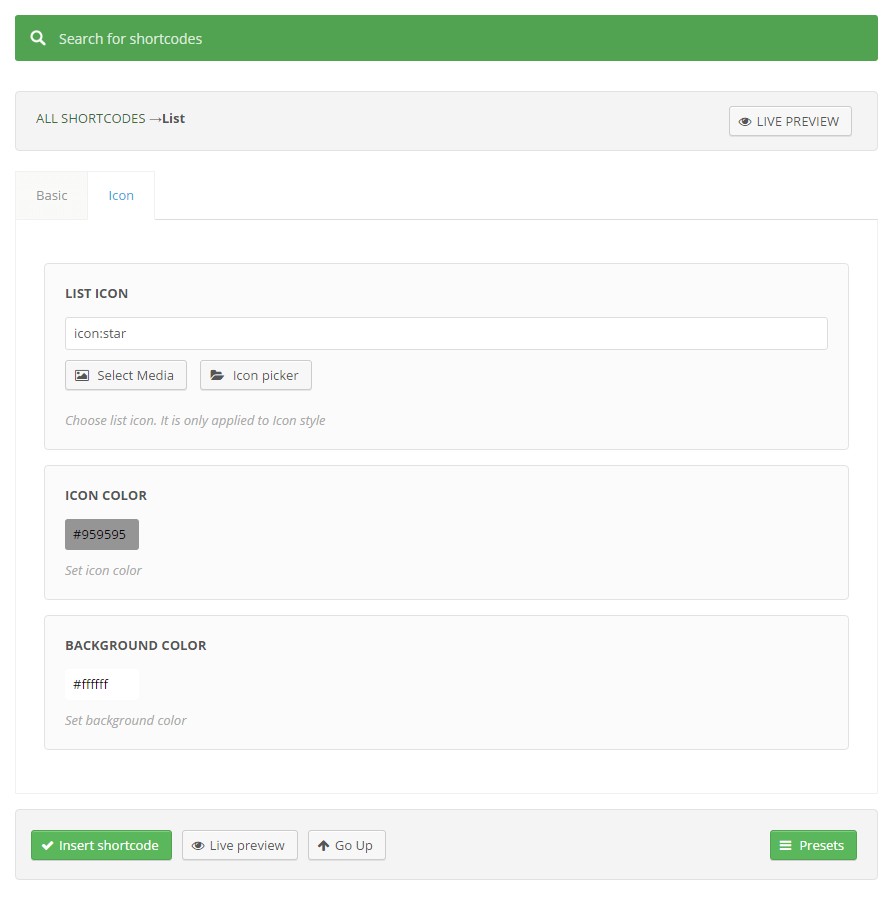 Search for shortcodes
ALL SHORTCODES →List
LIVE PREVIEW
Basic
Icon
LIST ICON
icon:star
Select Media
Icon picker
Choose list icon. It is only applied to Icon style
ICON COLOR
#959595
Set icon color
BACKGROUND COLOR
#ffffff
Set background color
Insert shortcode
Live preview
Go Up
Presets